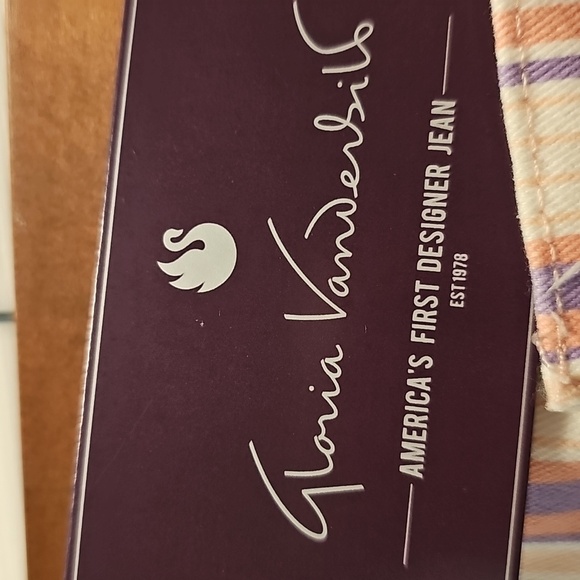 Gloria Vanderbilt
AMERICA'S FIRST DESIGNER JEAN
EST 1978